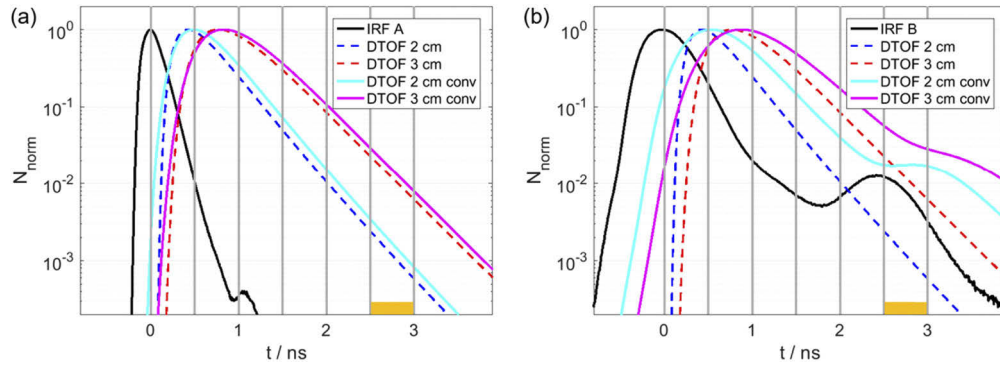 (a)
IRF A
DTOF 2 cm
DTOF 3 cm
DTOF 2 cm conv
DTOF 3 cm conv
10^0
10^-1
10^-2
10^-3
N_norm
0 1 2 3
t / ns
(b)
IRF B
DTOF 2 cm
DTOF 3 cm
DTOF 2 cm conv
DTOF 3 cm conv
10^0
10^-1
10^-2
10^-3
N_norm
0 1 2 3
t / ns